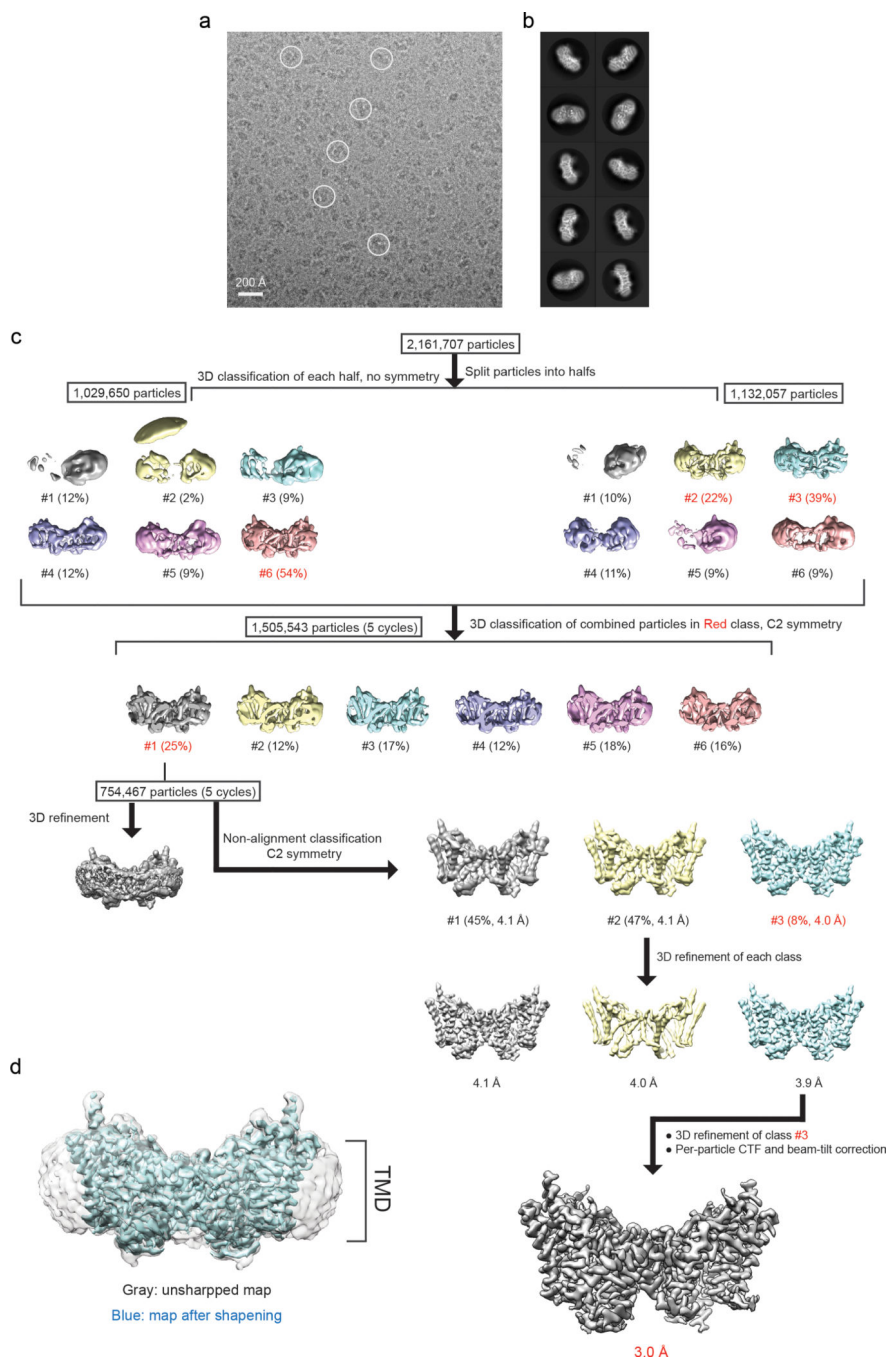 a
b
200 Å
c
2,161,707 particles
3D classification of each half, no symmetry
Split particles into halfs
1,029,650 particles
1,132,057 particles
#1 (12%)
#2 (2%)
#3 (9%)
#1 (10%)
#2 (22%)
#3 (39%)
#4 (12%)
#5 (9%)
#6 (54%)
#4 (11%)
#5 (9%)
#6 (9%)
1,505,543 particles (5 cycles)
3D classification of combined particles in Red class, C2 symmetry
#1 (25%)
#2 (12%)
#3 (17%)
#4 (12%)
#5 (18%)
#6 (16%)
754,467 particles (5 cycles)
3D refinement
Non-alignment classification
C2 symmetry
#1 (45%, 4.1 Å)
#2 (47%, 4.1 Å)
#3 (8%, 4.0 Å)
3D refinement of each class
4.1 Å
4.0 Å
3.9 Å
d
TMD
Gray: unsharpped map
Blue: map after shapening
● 3D refinement of class #3
● Per-particle CTF and beam-tilt correction
3.0 Å